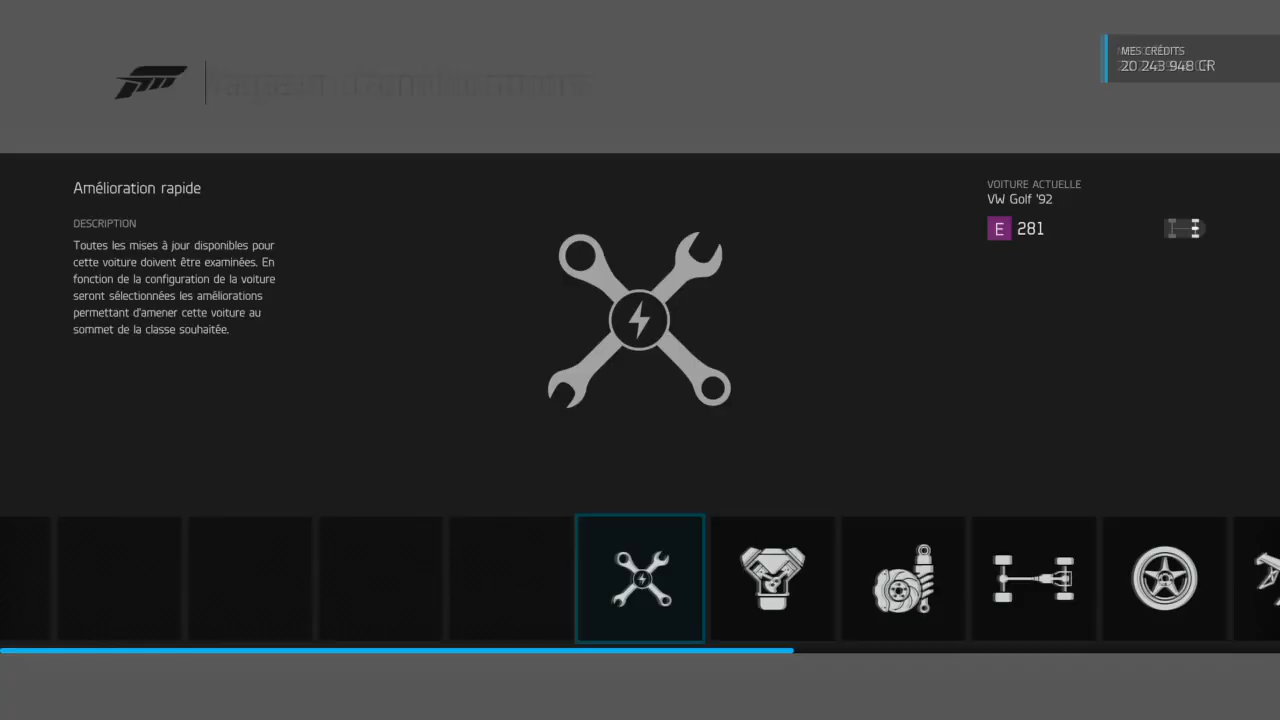 MES CRÉDITS
20 243 948 CR
Amélioration rapide
DESCRIPTION
Toutes les mises à jour disponibles pour
cette voiture doivent être examinées. En
fonction de la configuration de la voiture
seront sélectionnées les améliorations
permettant d'amener cette voiture au
sommet de la classe souhaitée.
VOITURE ACTUELLE
VW Golf '92
E 281